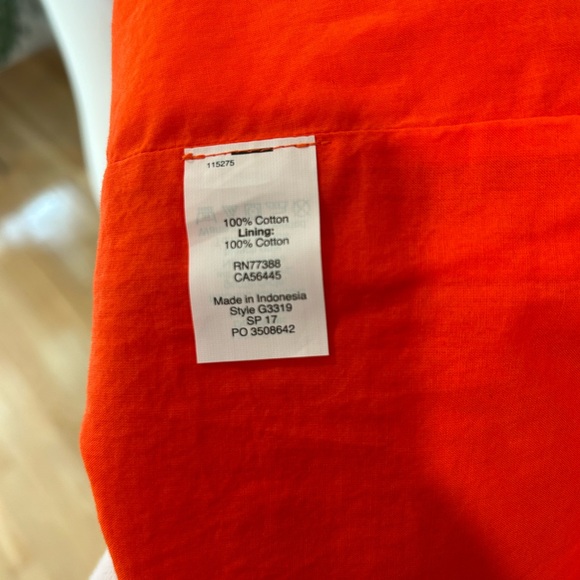 115275
100% Cotton
Lining:
100% Cotton
RN77388
CA56445
Made in Indonesia
Style G3319
SP 17
PO 3508642